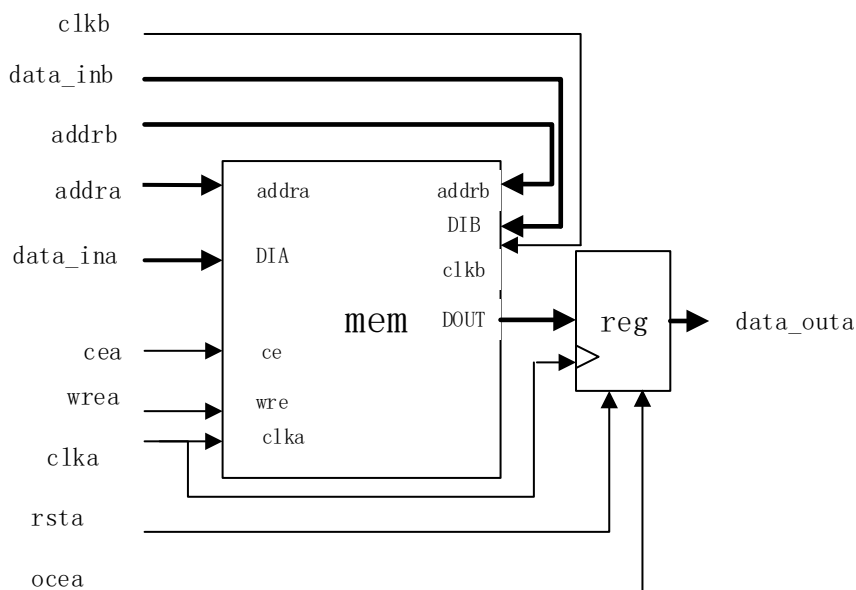 clkb
data_inb
addrb
addra
data_ina
cea
wrea
clka
rsta
ocea
addra
DIA
ce
wre
clka
mem
addrb
DIB
clkb
DOUT
reg
data_outa